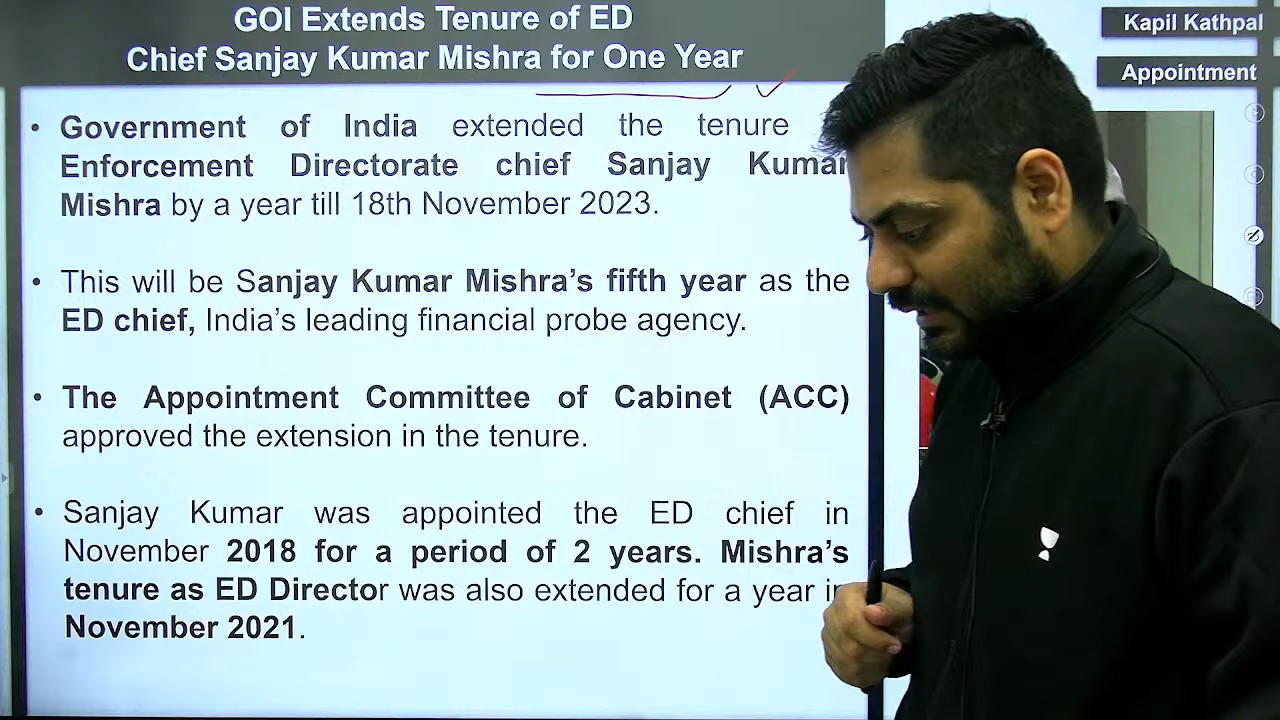 GOI Extends Tenure of ED
Chief Sanjay Kumar Mishra for One Year
Kapil Kathpal
Appointment
• Government of India extended the tenure
Enforcement Directorate chief Sanjay Kumar
Mishra by a year till 18th November 2023.
• This will be Sanjay Kumar Mishra's fifth year as the
ED chief, India's leading financial probe agency.
• The Appointment Committee of Cabinet (ACC)
approved the extension in the tenure.
• Sanjay Kumar was appointed the ED chief in
November 2018 for a period of 2 years. Mishra's
tenure as ED Director was also extended for a year in
November 2021.